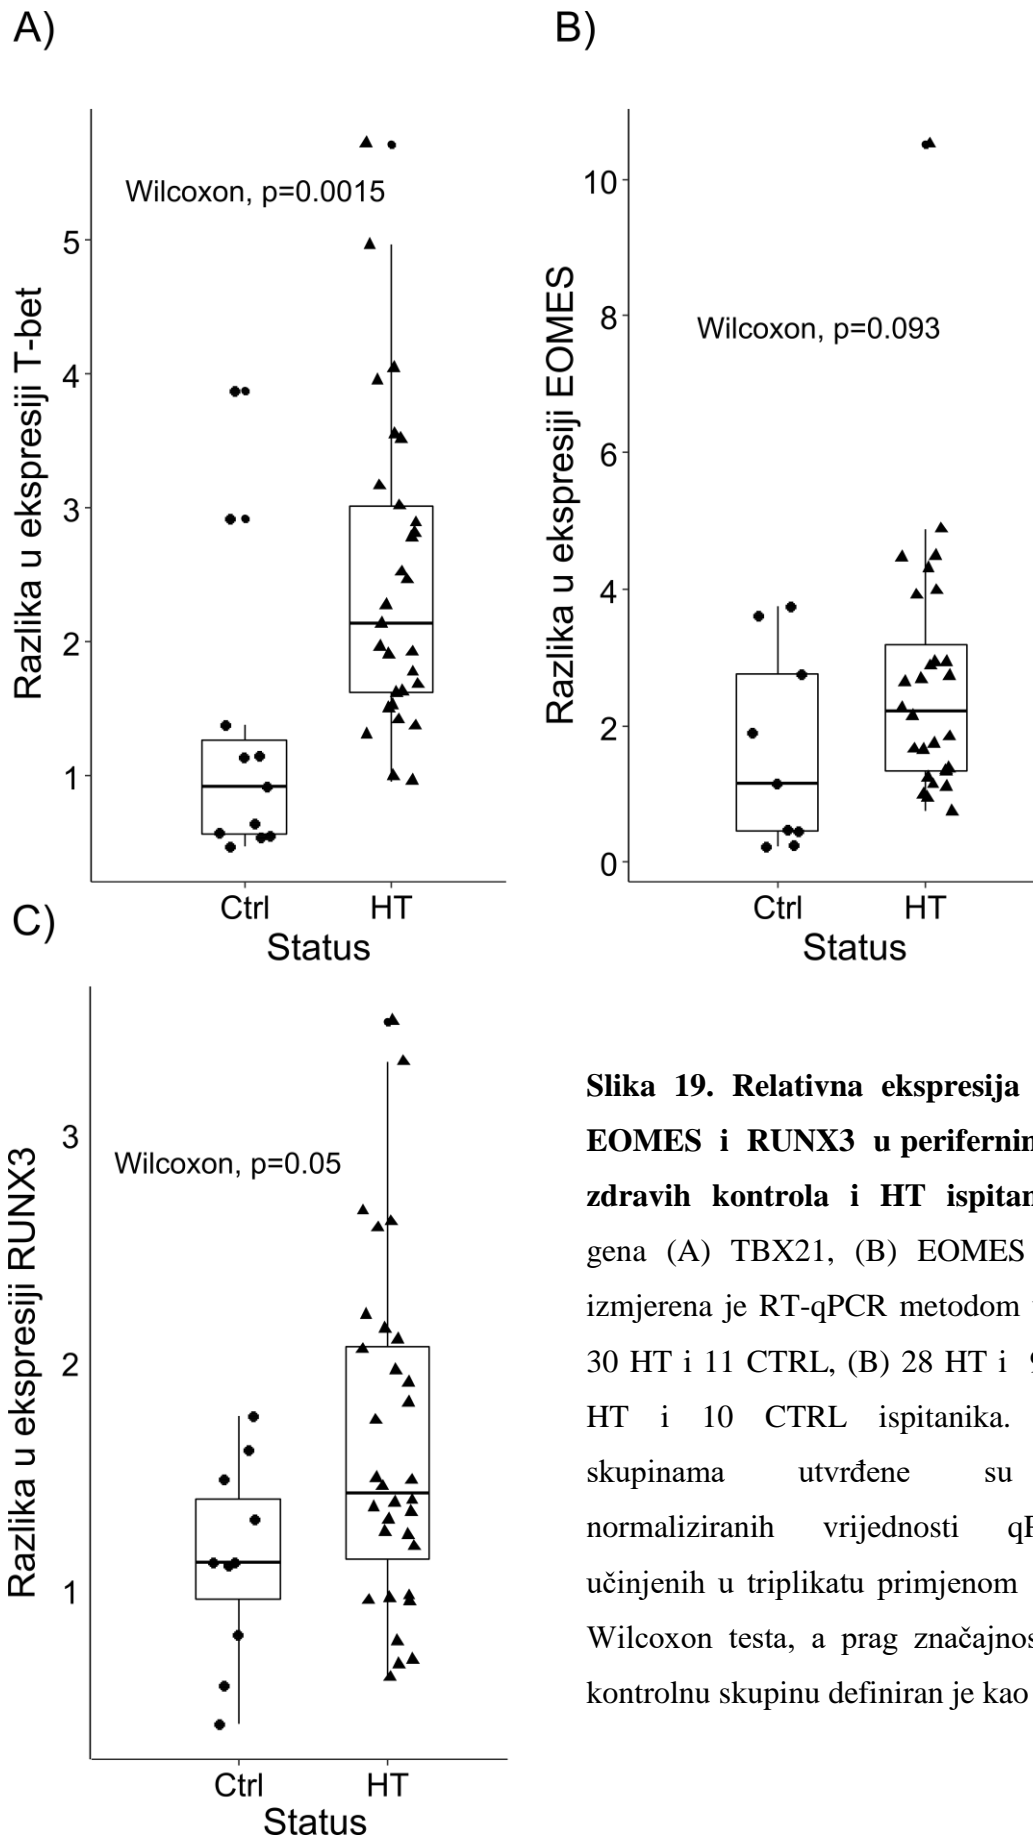 A)
B)
Wilcoxon, p=0.0015
5
4
3
2
1
Razlika u ekspresiji T-bet
Ctrl
HT
Status
Wilcoxon, p=0.093
10
8
6
4
2
0
Razlika u ekspresiji EOMES
Ctrl
HT
Status
C)
Wilcoxon, p=0.05
3
2
1
Razlika u ekspresiji RUNX3
Ctrl
HT
Status
Slika 19. Relativna ekspresija
EOMES i RUNX3 u
zdravih kontrola i HT
gena (A) TBX21, (B) EOMES
izmjerena je RT-qPCR metodom
30 HT i 11 CTRL, (B) 28 HT i
HT i 10 CTRL ispitanika.
skupinama utvrđene su
normaliziranih vrijednosti
učinjenih u triplikatu primjenom
Wilcoxon testa, a prag
kontrolnu skupinu definiran je kao